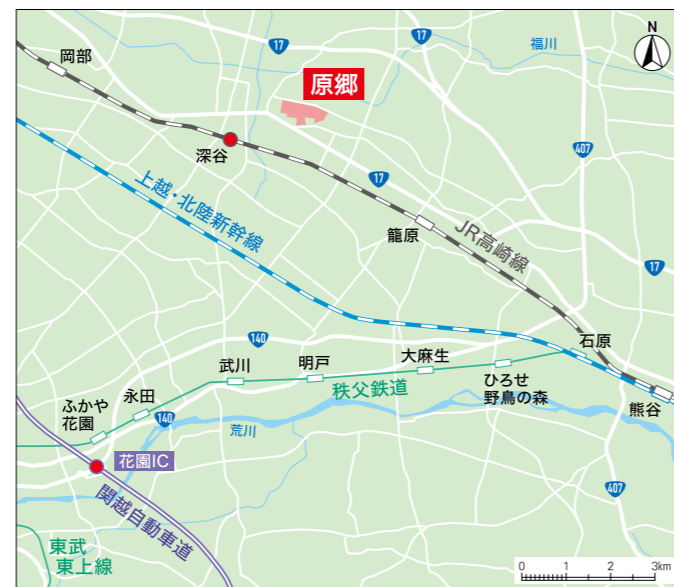 17
17
N
福川
岡部
原郷
深谷
407
17
上越・北陸新幹線
籠原
JR高崎線
17
140
石原
武川
明戸
大麻生
秩父鉄道
ひろせ
野鳥の森
熊谷
ふかや
花園
永田
140
荒川
花園IC
関越自動車道
407
東武
東上線
0 1 2 3km